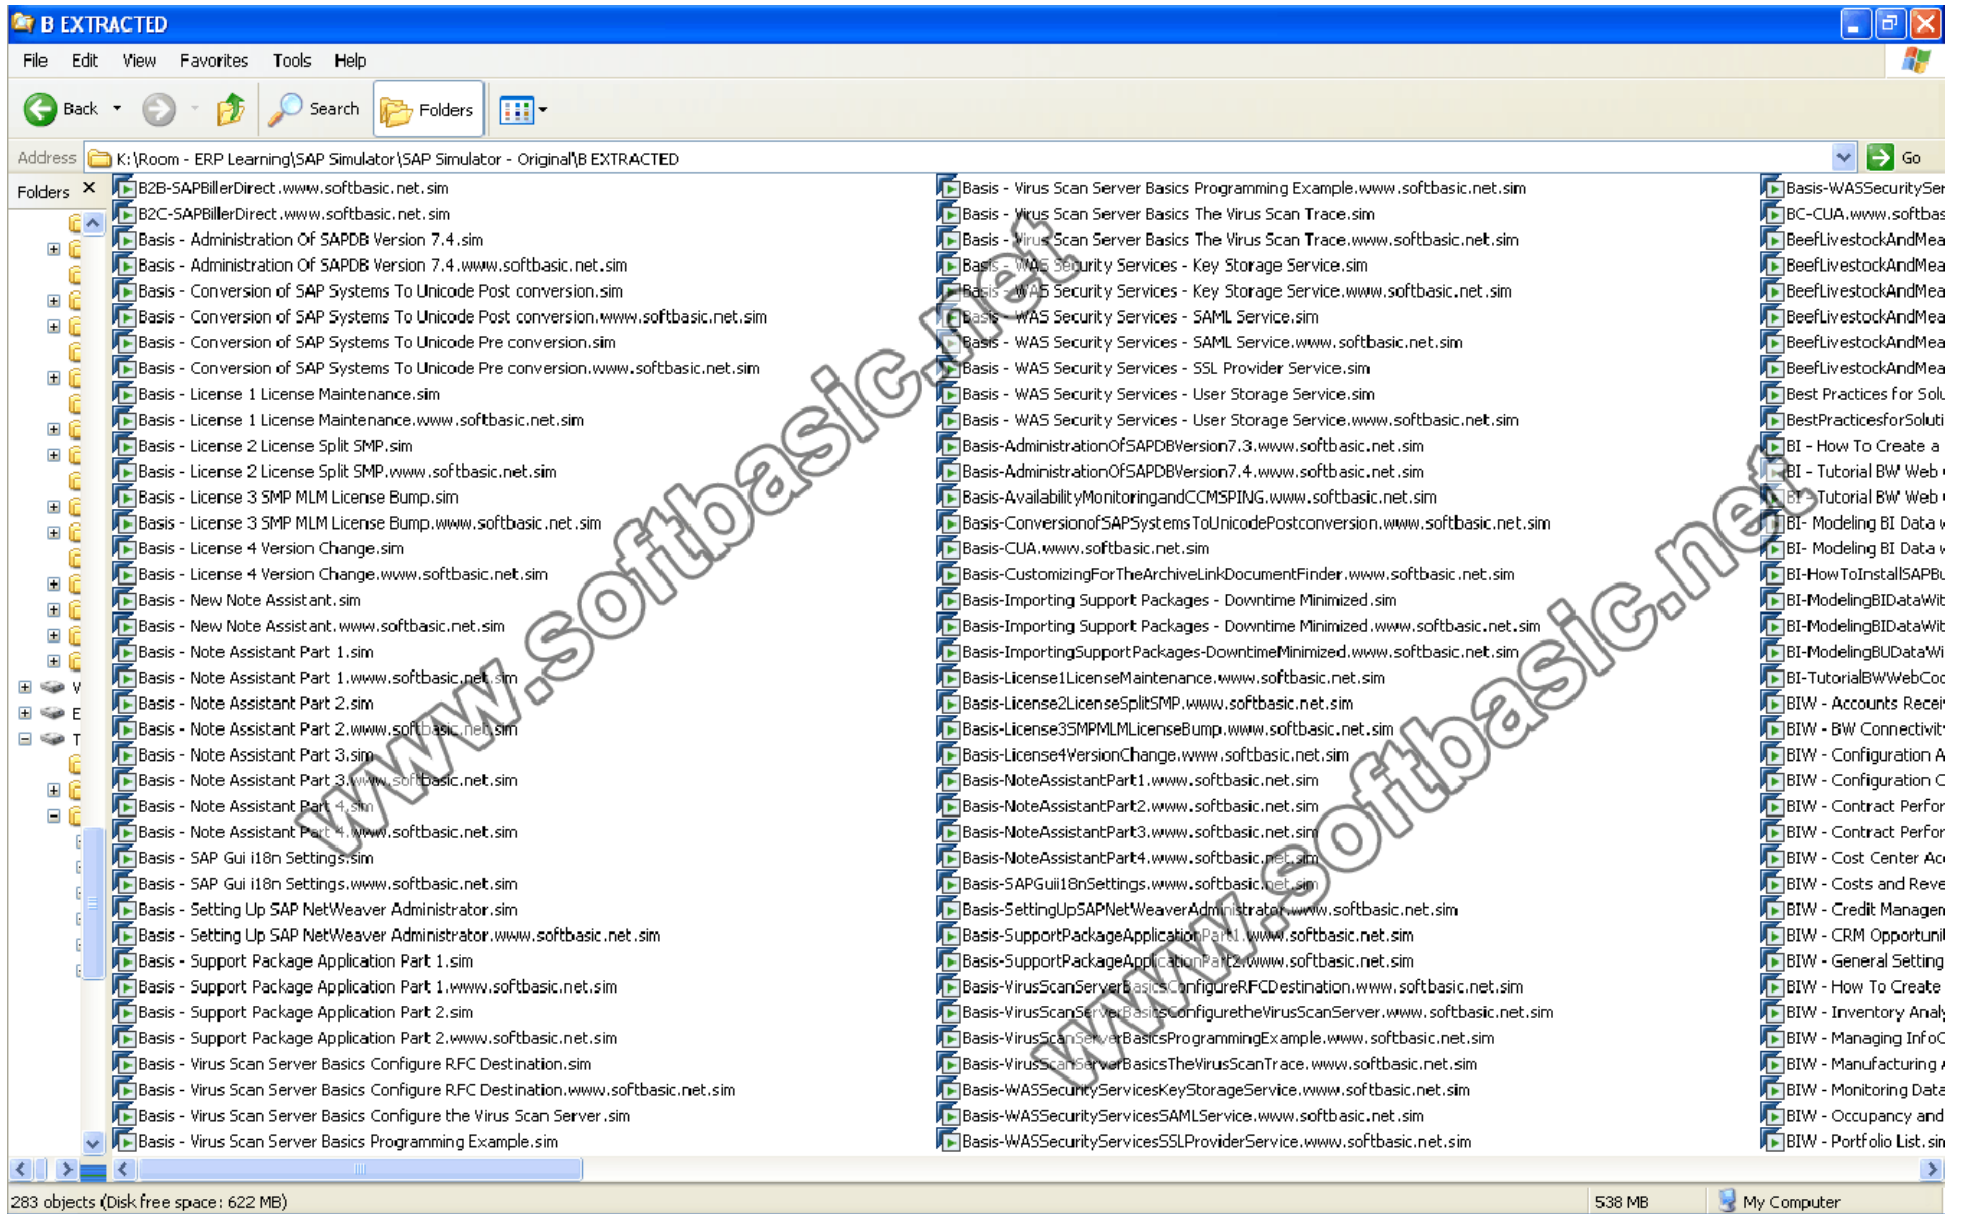 B EXTRACTED
File Edit View Favorites Tools Help
Back Search Folders
Address K:\Room - ERP Learning\SAP Simulator\SAP Simulator - Original\B EXTRACTED Go
Folders
B2B-SAPBillerDirect.www.softbasic.net.sim
B2C-SAPBillerDirect.www.softbasic.net.sim
Basis - Administration Of SAPDB Version 7.4.sim
Basis - Administration Of SAPDB Version 7.4.www.softbasic.net.sim
Basis - Conversion of SAP Systems To Unicode Post conversion.sim
Basis - Conversion of SAP Systems To Unicode Post conversion.www.softbasic.net.sim
Basis - Conversion of SAP Systems To Unicode Pre conversion.sim
Basis - Conversion of SAP Systems To Unicode Pre conversion.www.softbasic.net.sim
Basis - License 1 License Maintenance.sim
Basis - License 1 License Maintenance.www.softbasic.net.sim
Basis - License 2 License Split SMP.sim
Basis - License 2 License Split SMP.www.softbasic.net.sim
Basis - License 3 SMP MLM License Bump.sim
Basis - License 3 SMP MLM License Bump.www.softbasic.net.sim
Basis - License 4 Version Change.sim
Basis - License 4 Version Change.www.softbasic.net.sim
Basis - New Note Assistant.sim
Basis - New Note Assistant.www.softbasic.net.sim
Basis - Note Assistant Part 1.sim
Basis - Note Assistant Part 1.www.softbasic.net.sim
Basis - Note Assistant Part 2.sim
Basis - Note Assistant Part 2.www.softbasic.net.sim
Basis - Note Assistant Part 3.sim
Basis - Note Assistant Part 3.www.softbasic.net.sim
Basis - Note Assistant Part 4.sim
Basis - Note Assistant Part 4.www.softbasic.net.sim
Basis - SAP Gui i18n Settings.sim
Basis - SAP Gui i18n Settings.www.softbasic.net.sim
Basis - Setting Up SAP NetWeaver Administrator.sim
Basis - Setting Up SAP NetWeaver Administrator.www.softbasic.net.sim
Basis - Support Package Application Part 1.sim
Basis - Support Package Application Part 1.www.softbasic.net.sim
Basis - Support Package Application Part 2.sim
Basis - Support Package Application Part 2.www.softbasic.net.sim
Basis - Virus Scan Server Basics Configure RFC Destination.sim
Basis - Virus Scan Server Basics Configure RFC Destination.www.softbasic.net.sim
Basis - Virus Scan Server Basics Configure the Virus Scan Server.sim
Basis - Virus Scan Server Basics Programming Example.sim
Basis - Virus Scan Server Basics Programming Example.www.softbasic.net.sim
Basis - Virus Scan Server Basics The Virus Scan Trace.sim
Basis - Virus Scan Server Basics The Virus Scan Trace.www.softbasic.net.sim
Basis - WAS Security Services - Key Storage Service.sim
Basis - WAS Security Services - Key Storage Service.www.softbasic.net.sim
Basis - WAS Security Services - SAML Service.sim
Basis - WAS Security Services - SAML Service.www.softbasic.net.sim
Basis - WAS Security Services - SSL Provider Service.sim
Basis - WAS Security Services - User Storage Service.sim
Basis - WAS Security Services - User Storage Service.www.softbasic.net.sim
Basis-AdministrationOfSAPDBVersion7.3.www.softbasic.net.sim
Basis-AdministrationOfSAPDBVersion7.4.www.softbasic.net.sim
Basis-AvailabilityMonitoringandCCMSPING.www.softbasic.net.sim
Basis-ConversionofSAPSystemsToUnicodePostconversion.www.softbasic.net.sim
Basis-CUA.www.softbasic.net.sim
Basis-CustomizingForTheArchiveLinkDocumentFinder.www.softbasic.net.sim
Basis-Importing Support Packages - Downtime Minimized.sim
Basis-Importing Support Packages - Downtime Minimized.www.softbasic.net.sim
Basis-ImportingSupportPackages-DowntimeMinimized.www.softbasic.net.sim
Basis-License1LicenseMaintenance.www.softbasic.net.sim
Basis-License2LicenseSplitSMP.www.softbasic.net.sim
Basis-License3SMPMLMLicenseBump.www.softbasic.net.sim
Basis-License4VersionChange.www.softbasic.net.sim
Basis-NoteAssistantPart1.www.softbasic.net.sim
Basis-NoteAssistantPart2.www.softbasic.net.sim
Basis-NoteAssistantPart3.www.softbasic.net.sim
Basis-NoteAssistantPart4.www.softbasic.net.sim
Basis-SAPGuii18nSettings.www.softbasic.net.sim
Basis-SettingUpSAPNetWeaverAdministrator.www.softbasic.net.sim
Basis-SupportPackageApplicationPart1.www.softbasic.net.sim
Basis-SupportPackageApplicationPart2.www.softbasic.net.sim
Basis-VirusScanServerBasicsConfigureRFCDestination.www.softbasic.net.sim
Basis-VirusScanServerBasicsConfiguretheVirusScanServer.www.softbasic.net.sim
Basis-VirusScanServerBasicsProgrammingExample.www.softbasic.net.sim
Basis-VirusScanServerBasicsTheVirusScanTrace.www.softbasic.net.sim
Basis-WASSecurityServicesKeyStorageService.www.softbasic.net.sim
Basis-WASSecurityServicesSAMLService.www.softbasic.net.sim
Basis-WASSecurityServicesSSLProviderService.www.softbasic.net.sim
Basis-WASSecuritySer
BC-CUA.www.softbas
BeefLivestockAndMea
BeefLivestockAndMea
BeefLivestockAndMea
BeefLivestockAndMea
BeefLivestockAndMea
BeefLivestockAndMea
Best Practices for Solu
BestPracticesforSoluti
BI - How To Create a
BI - Tutorial BW Web
BI - Tutorial BW Web
BI- Modeling BI Data
BI- Modeling BI Data
BI-HowToInstallSAPBu
BI-ModelingBIDataWit
BI-ModelingBIDataWit
BI-ModelingBUDataWi
BI-TutorialBWWebCoo
BIW - Accounts Recei
BIW - BW Connectivit
BIW - Configuration A
BIW - Configuration C
BIW - Contract Perfor
BIW - Contract Perfor
BIW - Cost Center Ac
BIW - Costs and Reve
BIW - Credit Managen
BIW - CRM Opportuni
BIW - General Setting
BIW - How To Create
BIW - Inventory Analy
BIW - Managing InfoC
BIW - Manufacturing
BIW - Monitoring Data
BIW - Occupancy and
BIW - Portfolio List.sin
www.softbasic.net
www.softbasic.net
283 objects (Disk free space: 622 MB) 538 MB My Computer